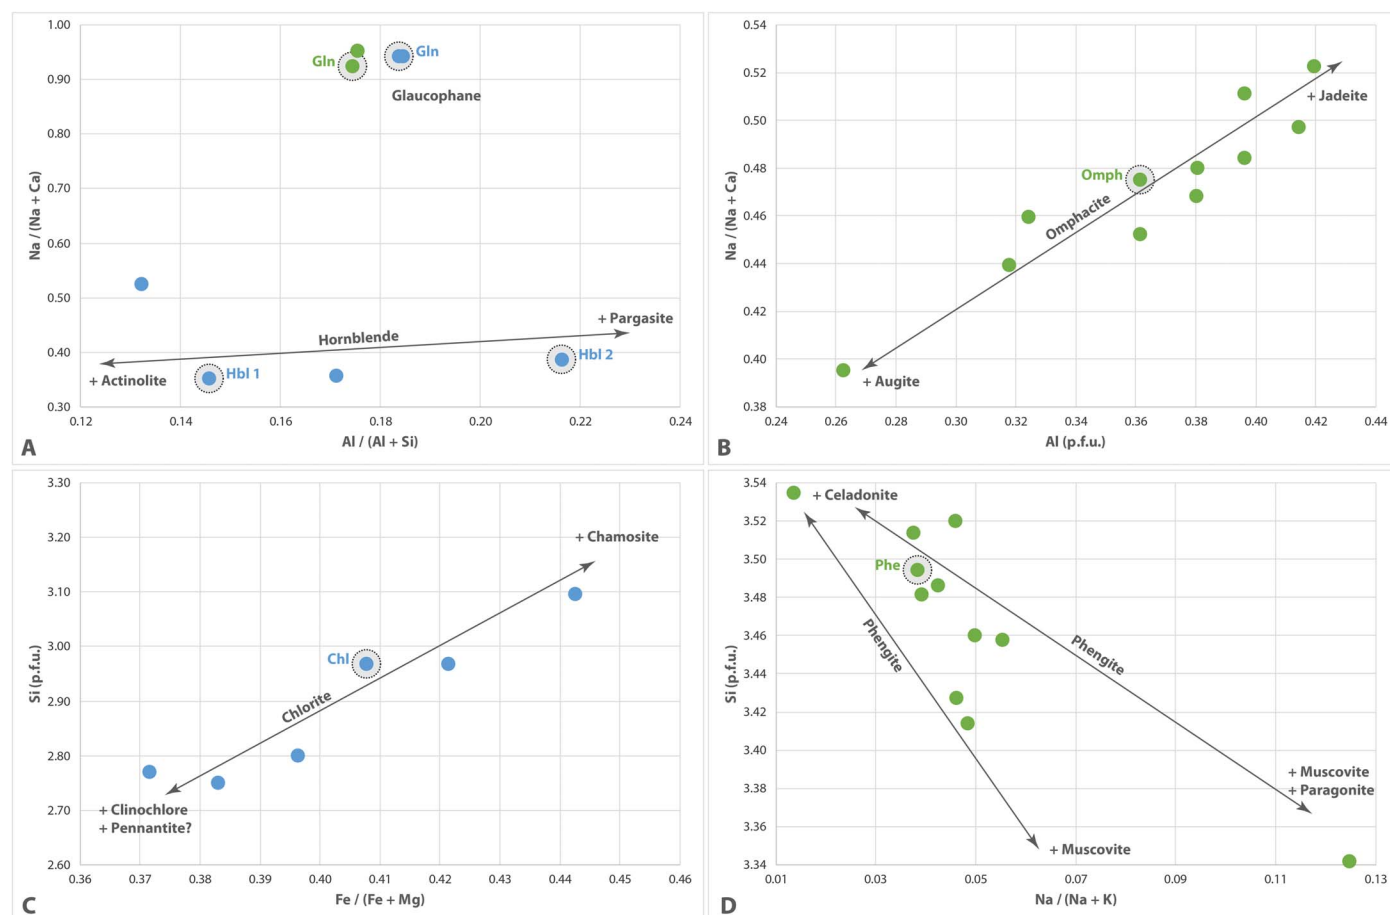 1.00
0.90
0.80
0.70
0.60
0.50
0.40
0.30
Na / (Na + Ca)
Gln
Gln
Glaucophane
Hornblende
+ Pargasite
+ Actinolite
Hbl 1
Hbl 2
0.12
0.14
0.16
0.18
0.20
0.22
0.24
Al / (Al + Si)
A
0.54
0.52
0.50
0.48
0.46
0.44
0.42
0.40
0.38
Na / (Na + Ca)
+ Jadeite
Omph
Omphacite
+ Augite
0.24
0.26
0.28
0.30
0.32
0.34
0.36
0.38
0.40
0.42
0.44
Al (p.f.u.)
B
3.30
3.20
3.10
3.00
2.90
2.80
2.70
2.60
Si (p.f.u.)
+ Chamosite
Chl
Chlorite
+ Clinochlore
+ Pennantite?
0.36
0.37
0.38
0.39
0.40
0.41
0.42
0.43
0.44
0.45
0.46
Fe / (Fe + Mg)
C
3.54
3.52
3.50
3.48
3.46
3.44
3.42
3.40
3.38
3.36
3.34
Si (p.f.u.)
+ Celadonite
Phe
Phengite
Phengite
+ Muscovite
+ Paragonite
+ Muscovite
0.01
0.03
0.05
0.07
0.09
0.11
0.13
Na / (Na + K)
D